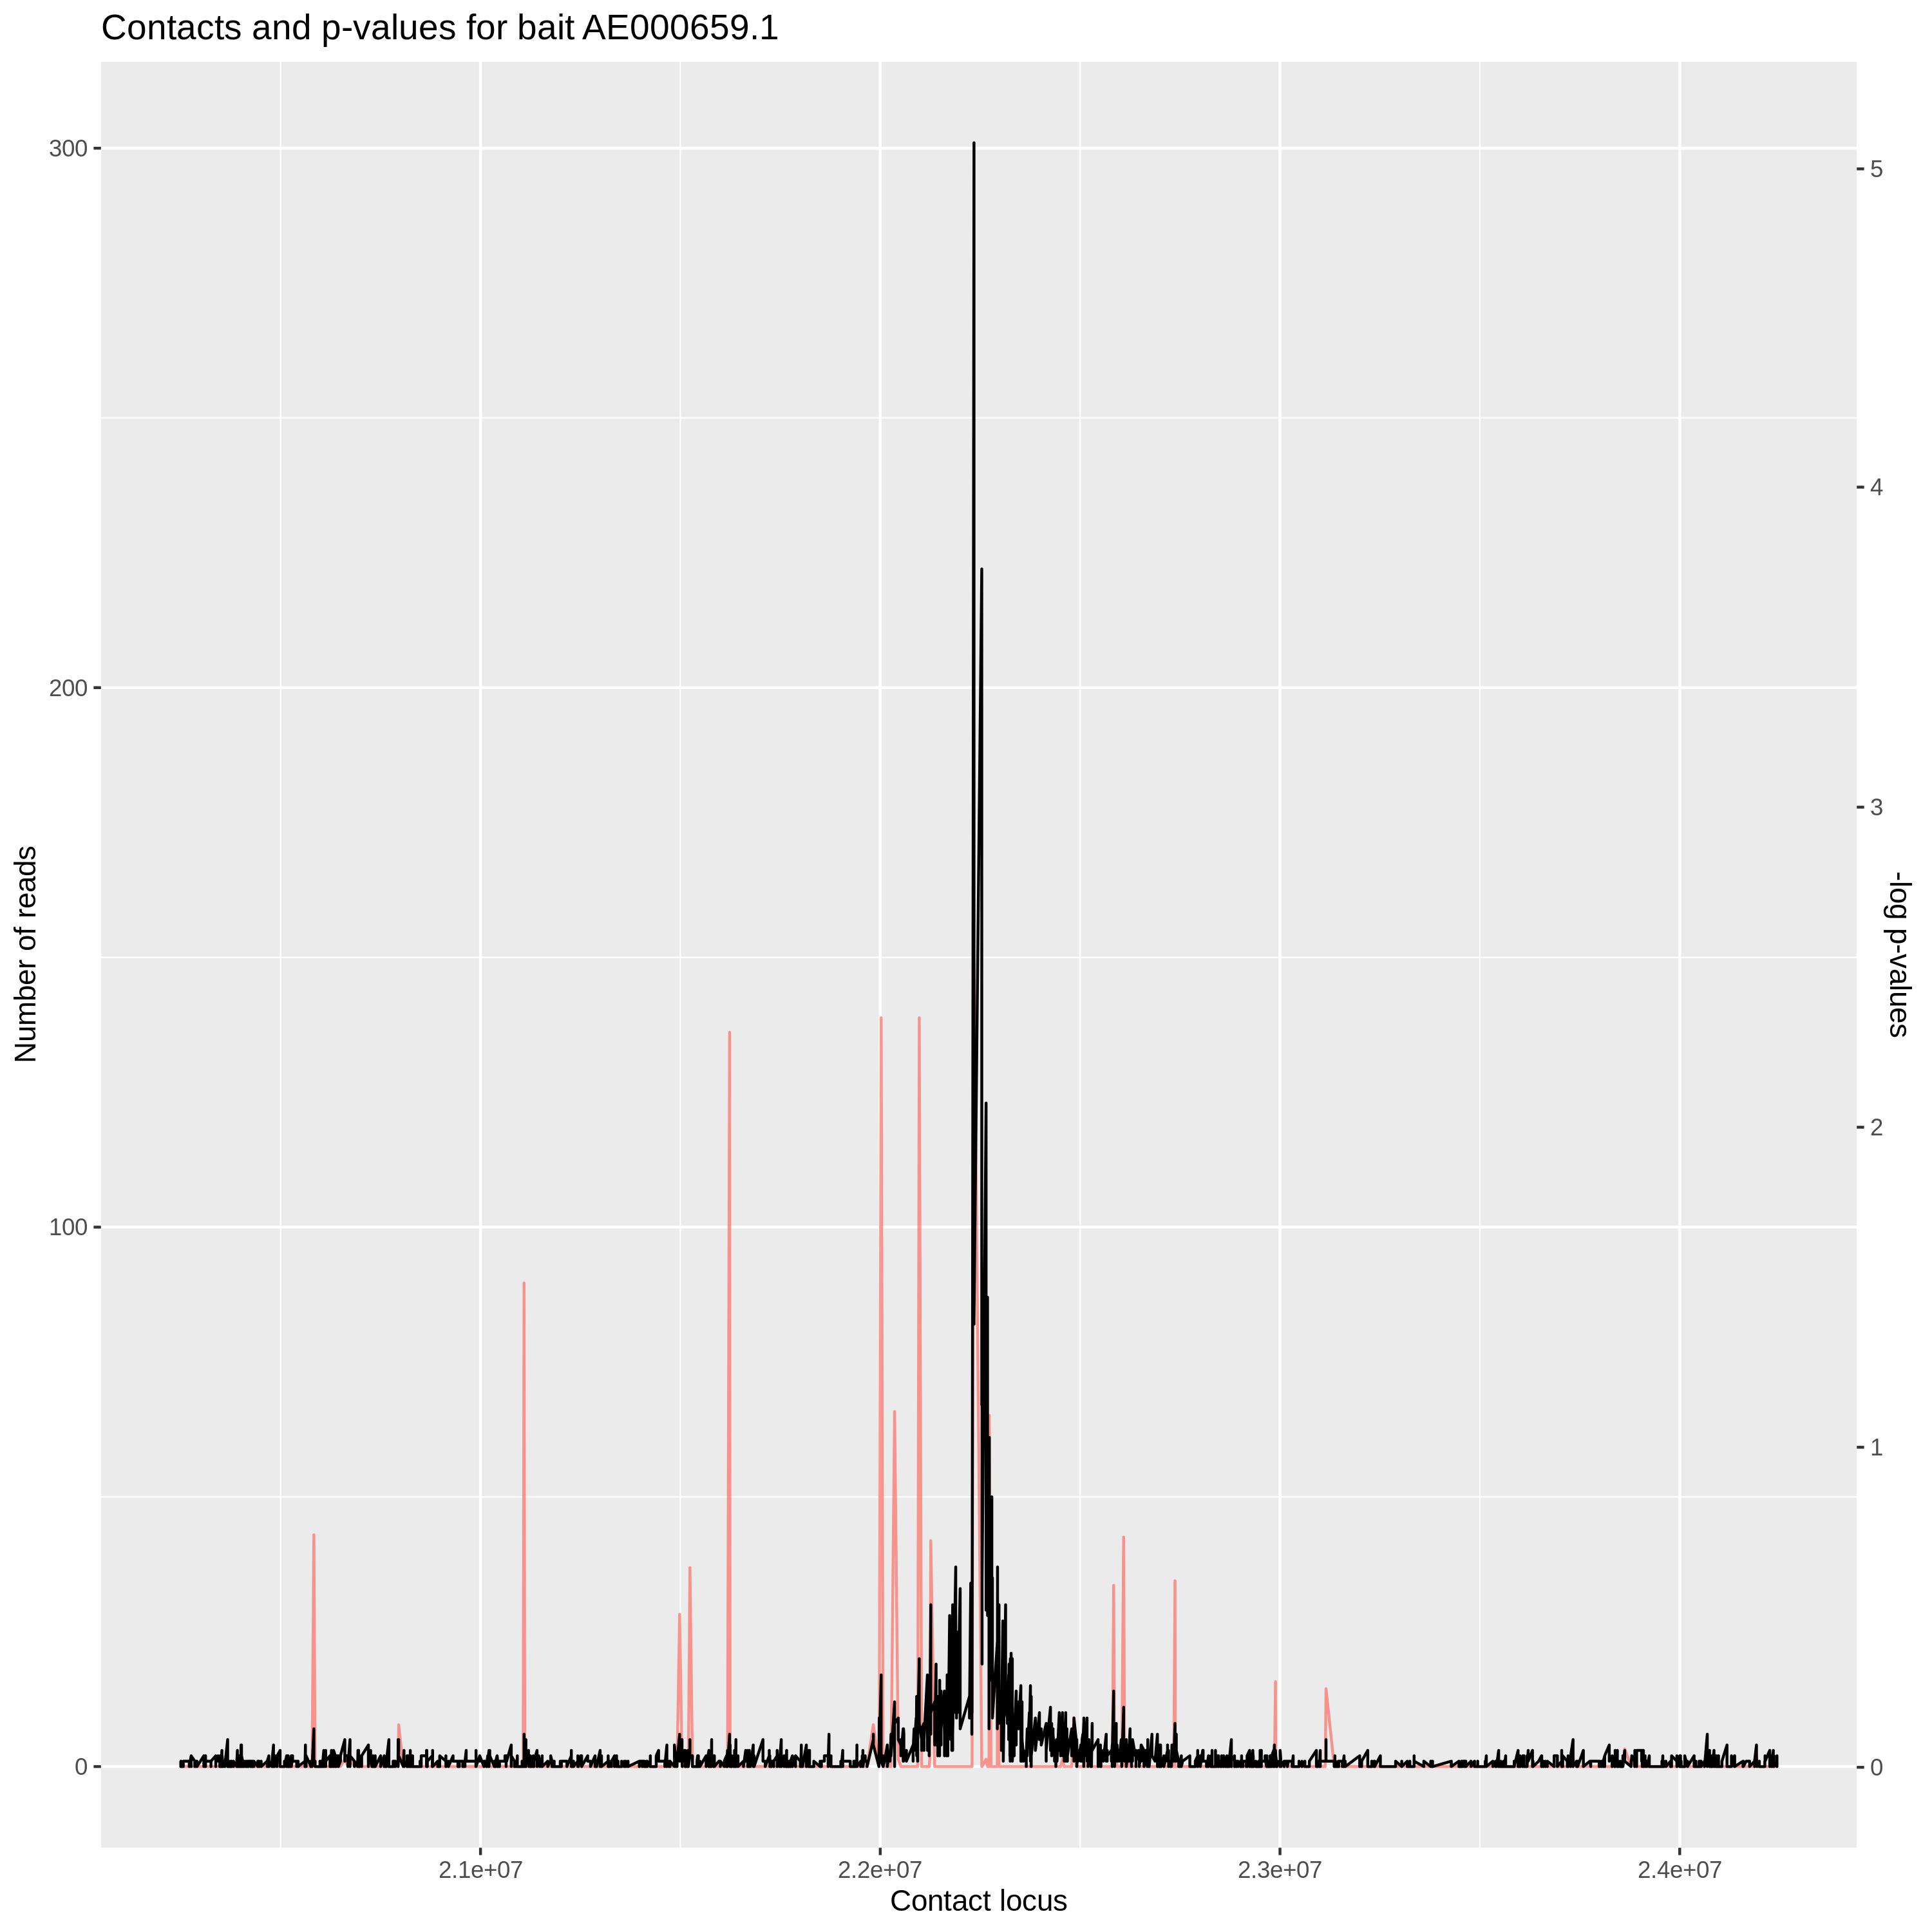 Contacts and p-values for bait AE000659.1
300
200
100
0
Number of reads
5
4
3
2
1
0
-log p-values
2.1e+07 2.2e+07 2.3e+07 2.4e+07
Contact locus